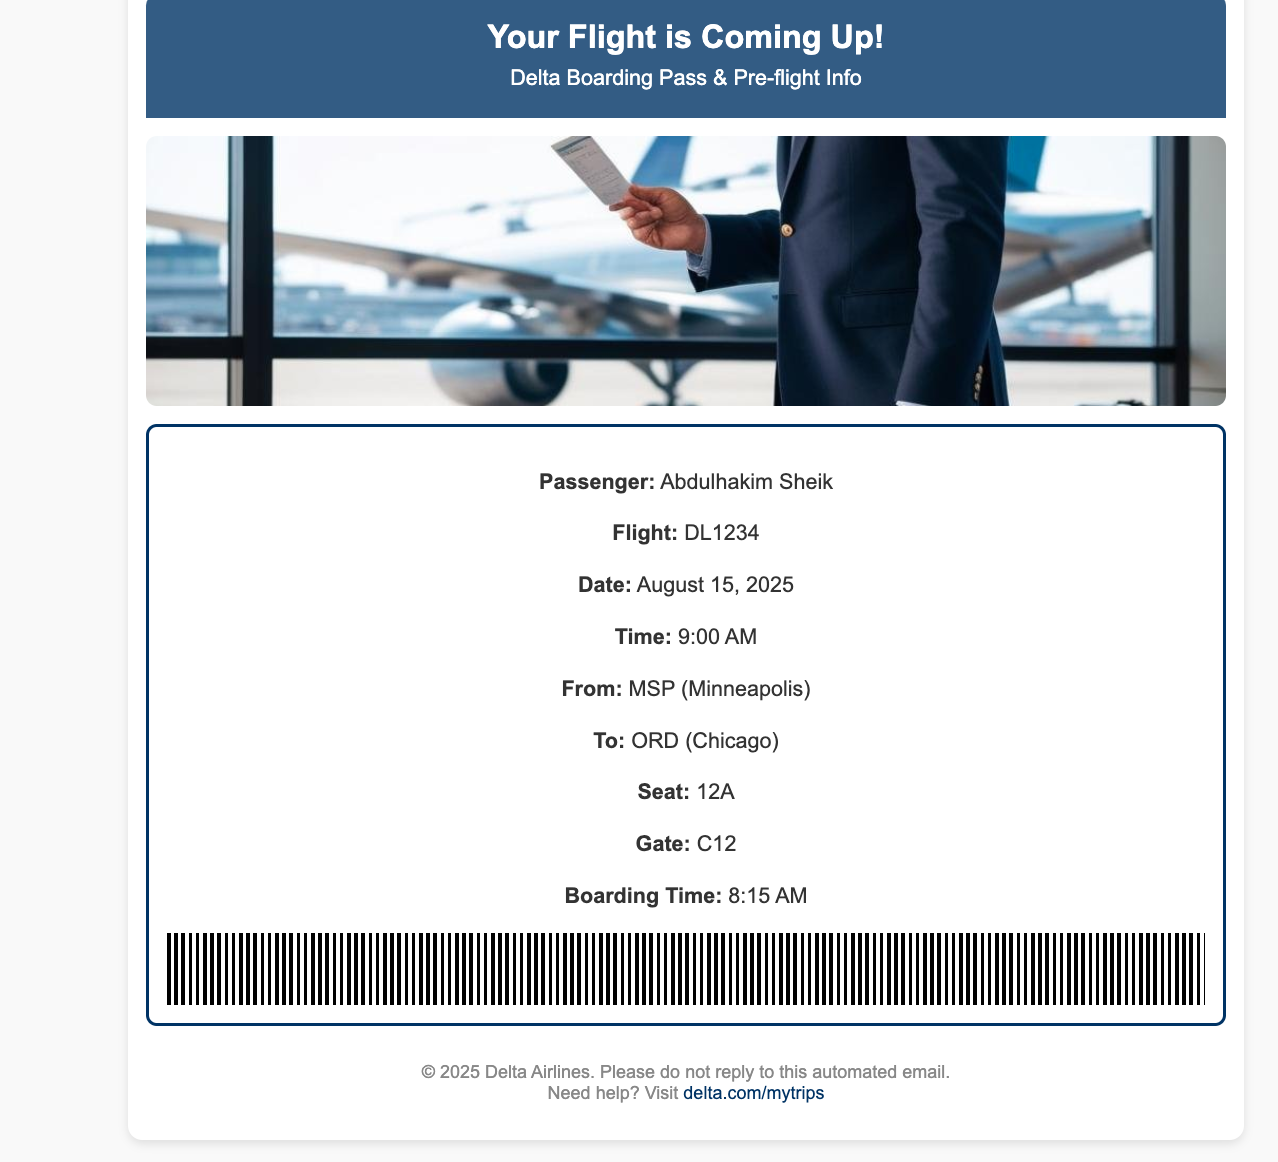 Your Flight is Coming Up!
Delta Boarding Pass & Pre-flight Info
Passenger: Abdulhakim Sheik
Flight: DL1234
Date: August 15, 2025
Time: 9:00 AM
From: MSP (Minneapolis)
To: ORD (Chicago)
Seat: 12A
Gate: C12
Boarding Time: 8:15 AM
© 2025 Delta Airlines. Please do not reply to this automated email.
Need help? Visit delta.com/mytrips